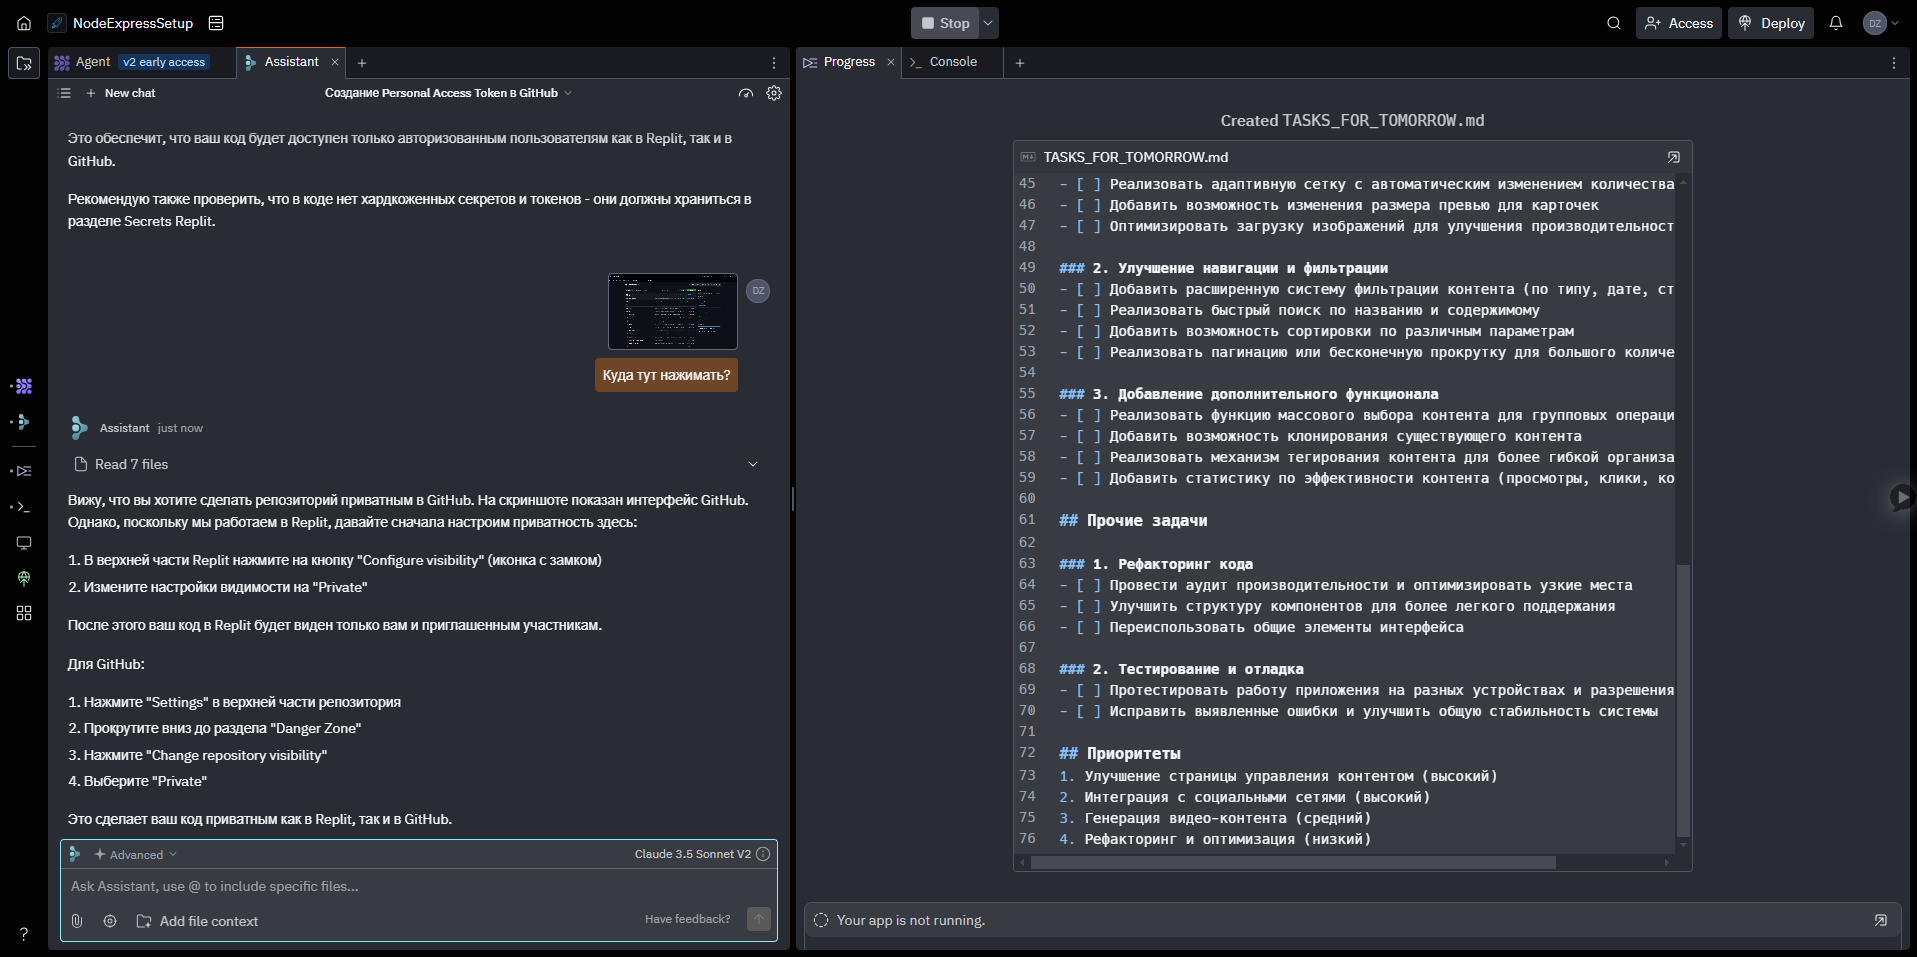 NodeExpressSetup
Stop
Access
Deploy
DZ
Agent v2 early access
Assistant
New chat
Создание Personal Access Token в GitHub
Это обеспечит, что ваш код будет доступен только авторизованным пользователям как в Replit, так и в
GitHub.
Рекомендую также проверить, что в коде нет хардкоженных секретов и токенов - они должны храниться в
разделе Secrets Replit.
DZ
Куда тут нажимать?
Assistant just now
Read 7 files
Вижу, что вы хотите сделать репозиторий приватным в GitHub. На скриншоте показан интерфейс GitHub.
Однако, поскольку мы работаем в Replit, давайте сначала настроим приватность здесь:
1. В верхней части Replit нажмите на кнопку "Configure visibility" (иконка с замком)
2. Измените настройки видимости на "Private"
После этого ваш код в Replit будет виден только вам и приглашенным участникам.
Для GitHub:
1. Нажмите "Settings" в верхней части репозитория
2. Прокрутите вниз до раздела "Danger Zone"
3. Нажмите "Change repository visibility"
4. Выберите "Private"
Это сделает ваш код приватным как в Replit, так и в GitHub.
Advanced
Claude 3.5 Sonnet V2
Ask Assistant, use @ to include specific files...
Add file context
Have feedback?
Progress
Console
Created TASKS_FOR_TOMORROW.md
TASKS_FOR_TOMORROW.md
45 - [ ] Реализовать адаптивную сетку с автоматическим изменением количества
46 - [ ] Добавить возможность изменения размера превью для карточек
47 - [ ] Оптимизировать загрузку изображений для улучшения производительност
48
49 ### 2. Улучшение навигации и фильтрации
50 - [ ] Добавить расширенную систему фильтрации контента (по типу, дате, ст
51 - [ ] Реализовать быстрый поиск по названию и содержимому
52 - [ ] Добавить возможность сортировки по различным параметрам
53 - [ ] Реализовать пагинацию или бесконечную прокрутку для большого количе
54
55 ### 3. Добавление дополнительного функционала
56 - [ ] Реализовать функцию массового выбора контента для групповых операци
57 - [ ] Добавить возможность клонирования существующего контента
58 - [ ] Реализовать механизм тегирования контента для более гибкой организа
59 - [ ] Добавить статистику по эффективности контента (просмотры, клики, ко
60
61 ## Прочие задачи
62
63 ### 1. Рефакторинг кода
64 - [ ] Провести аудит производительности и оптимизировать узкие места
65 - [ ] Улучшить структуру компонентов для более легкого поддержания
66 - [ ] Переиспользовать общие элементы интерфейса
67
68 ### 2. Тестирование и отладка
69 - [ ] Протестировать работу приложения на разных устройствах и разрешения
70 - [ ] Исправить выявленные ошибки и улучшить общую стабильность системы
71
72 ## Приоритеты
73 1. Улучшение страницы управления контентом (высокий)
74 2. Интеграция с социальными сетями (высокий)
75 3. Генерация видео-контента (средний)
76 4. Рефакторинг и оптимизация (низкий)
Your app is not running.